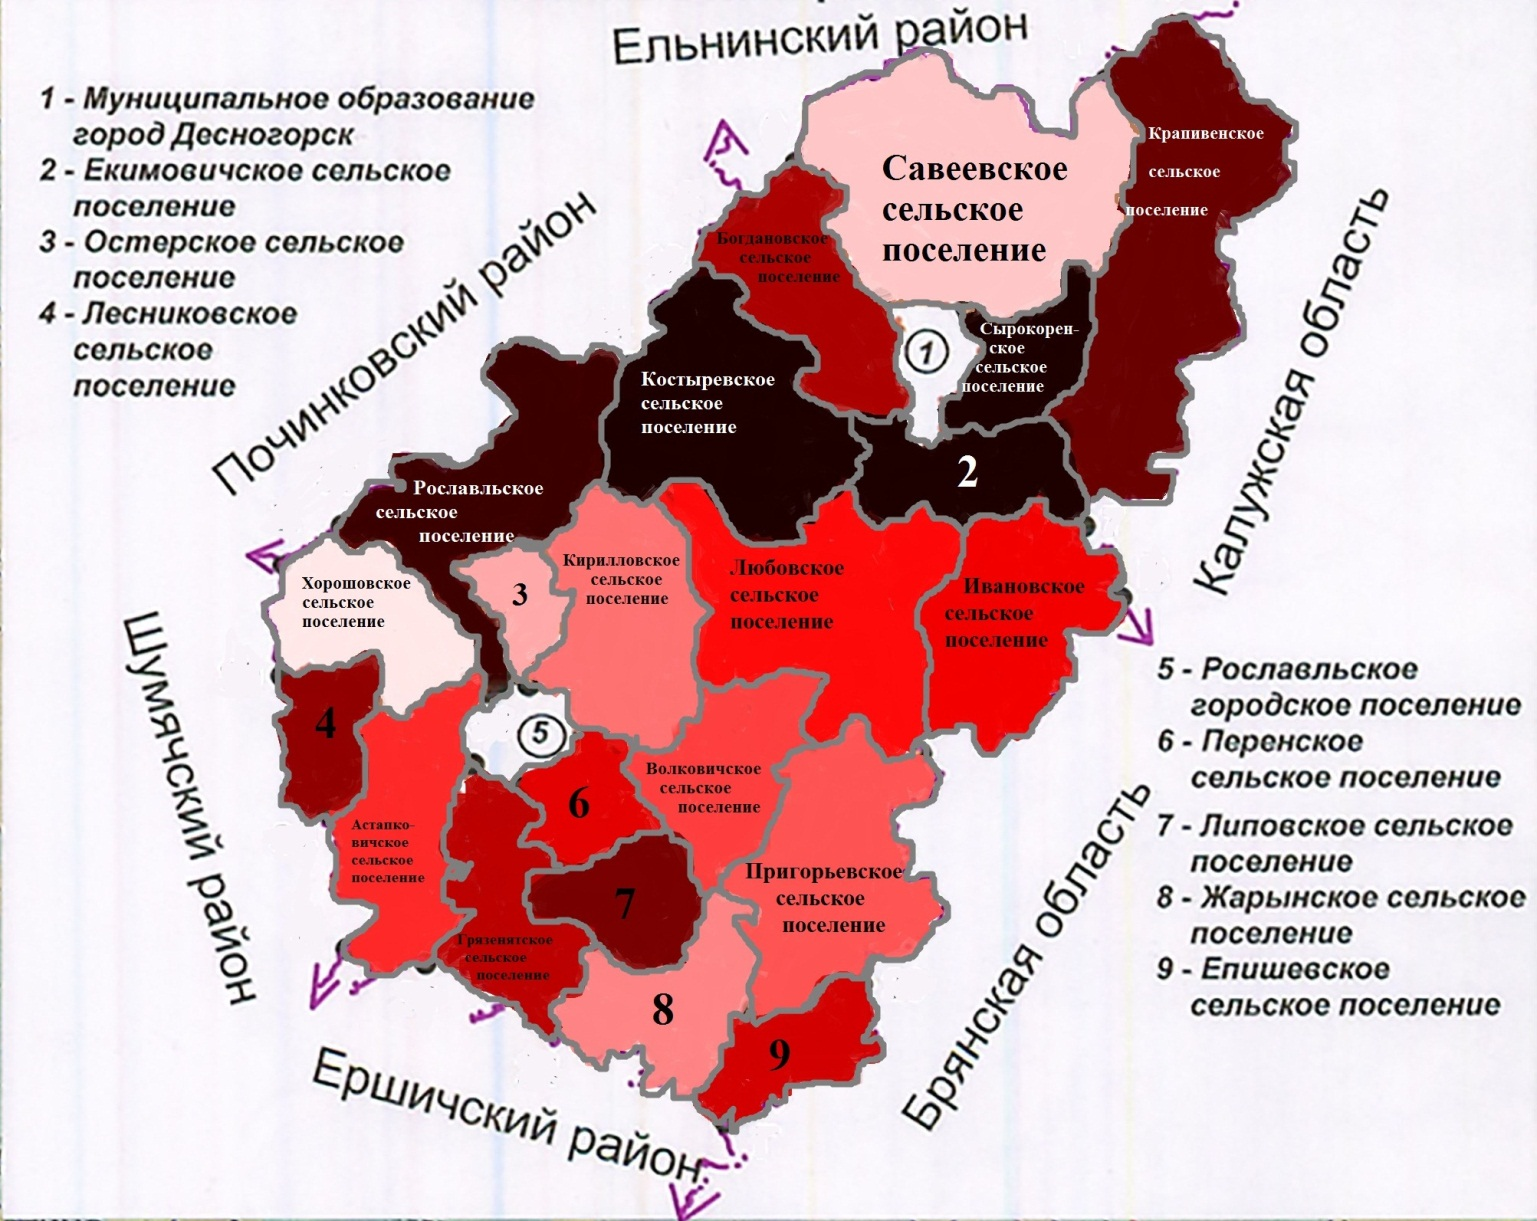 Ельнинский район
1 - Муниципальное образование
город Десногорск
2 - Екимовичское сельское
поселение
3 - Остерское сельское
поселение
4 - Лесниковское
сельское
поселение
Починковский район
Крапивенское
сельское
поселение
Савеевское
сельское
поселение
Богдановское
сельское
поселение
1
Сырокорен-
ское
сельское
поселение
Костыревское
сельское
поселение
2
Калужская область
Рославльское
сельское
поселение
Хорошовское
сельское
поселение
3
Кирилловское
сельское
поселение
Любовское
сельское
поселение
Ивановское
сельское
поселение
Шумячский район
4
5
6
Волковичское
сельское
поселение
Астапко-
вичское
сельское
поселение
7
Пригорьевское
сельское
поселение
Грязенятское
сельское
поселение
8
9
Ершичский район
Брянская область
5 - Рославльское
городское поселение
6 - Перенское
сельское поселение
7 - Липовское сельское
поселение
8 - Жарынское сельское
поселение
9 - Епишевское
сельское поселение